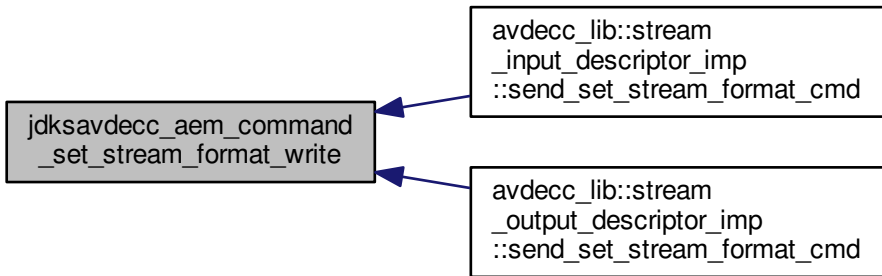 jdksavdecc_aem_command
_set_stream_format_write
avdecc_lib::stream
_input_descriptor_imp
::send_set_stream_format_cmd
avdecc_lib::stream
_output_descriptor_imp
::send_set_stream_format_cmd